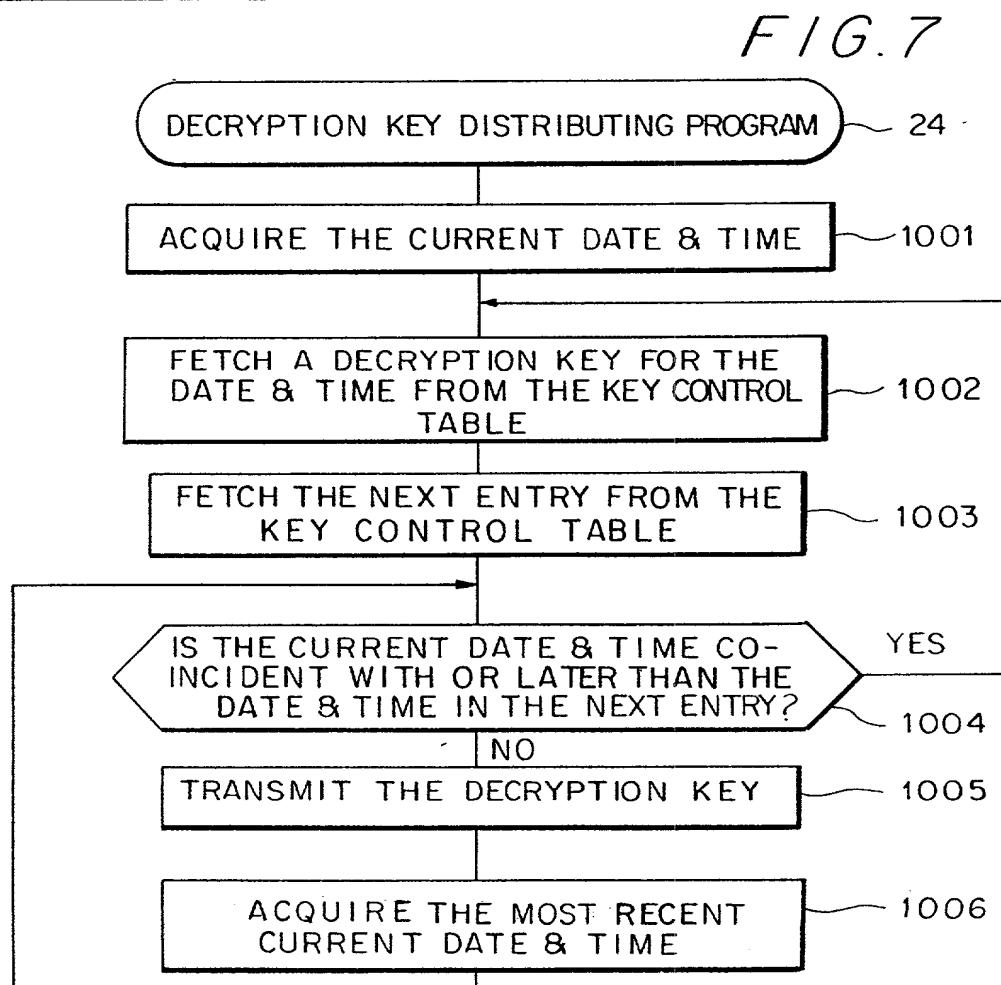 FIG. 7
DECRYPTION KEY DISTRIBUTING PROGRAM
24
ACQUIRE THE CURRENT DATE & TIME
1001
FETCH A DECRYPTION KEY FOR THE
DATE & TIME FROM THE KEY CONTROL
TABLE
1002
FETCH THE NEXT ENTRY FROM THE
KEY CONTROL TABLE
1003
IS THE CURRENT DATE & TIME CO-
INCIDENT WITH OR LATER THAN THE
DATE & TIME IN THE NEXT ENTRY?
YES
1004
NO
TRANSMIT THE DECRYPTION KEY
1005
ACQUIRE THE MOST RECENT
CURRENT DATE & TIME
1006